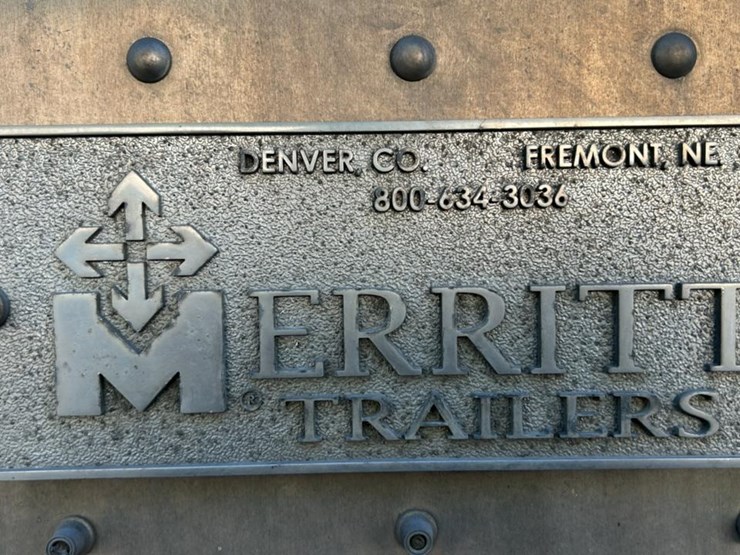 DENVER, CO. FREMONT, NE.
800-634-3036
MERRITT
®
TRAILERS